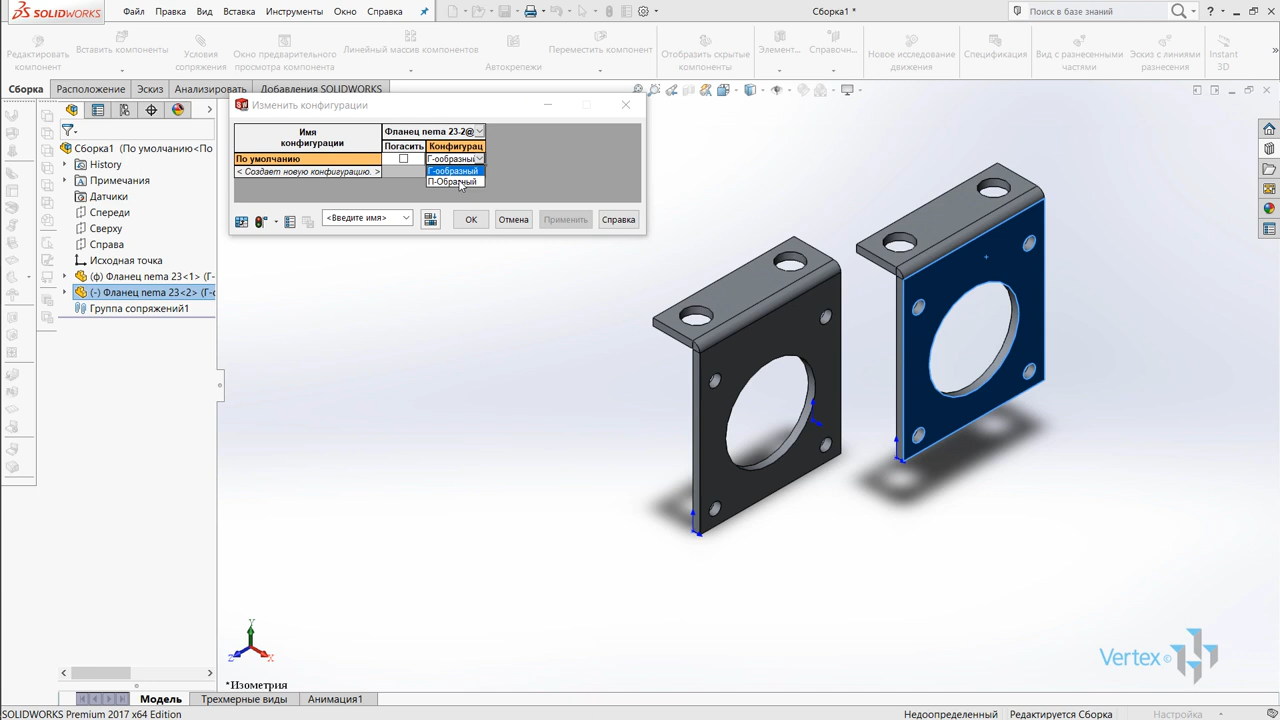 SOLIDWORKS
Файл Правка Вид Вставка Инструменты Окно Справка
Сборка1 *
Поиск в базе знаний
Редактировать компонент
Вставить компоненты
Условия сопряжения
Окно предварительного просмотра компонента
Линейный массив компонентов
Автокрепежи
Переместить компонент
Отобразить скрытые компоненты
Элемент...
Справочн...
Новое исследование движения
Спецификация
Вид с разнесенными частями
Эскиз с линиями разнесения
Instant 3D
Сборка Расположение Эскиз Анализировать Добавления SOLIDWORKS
Изменить конфигурации
Имя конфигурации
Фланец nema 23-2@
Погасить Конфигурац
По умолчанию
Г-ообразный
< Создает новую конфигурацию. >
Г-ообразный
П-Образный
<Введите имя>
ОК Отмена Применить Справка
Сборка1 (По умолчанию<По
History
Примечания
Датчики
Спереди
Сверху
Справа
Исходная точка
(ф) Фланец nema 23<1> (Г-
(-) Фланец nema 23<2> (Г-о
Группа сопряжений1
Y
Z
X
*Изометрия
Vertex ©
Модель Трехмерные виды Анимация1
SOLIDWORKS Premium 2017 x64 Edition
Недоопределенный Редактируется Сборка Настройка